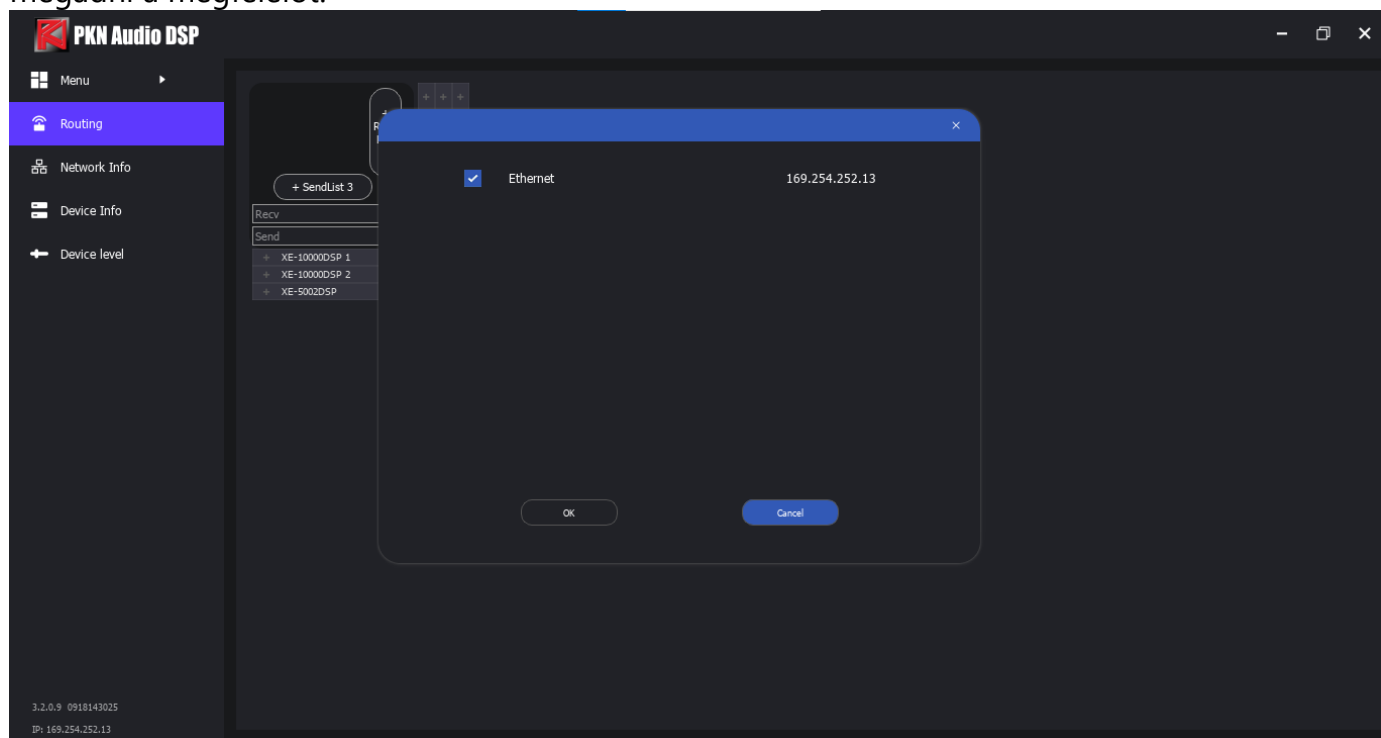 megadni a megfelelőt.
PKN Audio DSP
Menu
Routing
Network Info
Device Info
Device level
+ + +
+ SendList 3
Recv
Send
+ XE-10000DSP 1
+ XE-10000DSP 2
+ XE-5002DSP
Ethernet 169.254.252.13
OK Cancel
3.2.0.9 0918143025
IP: 169.254.252.13